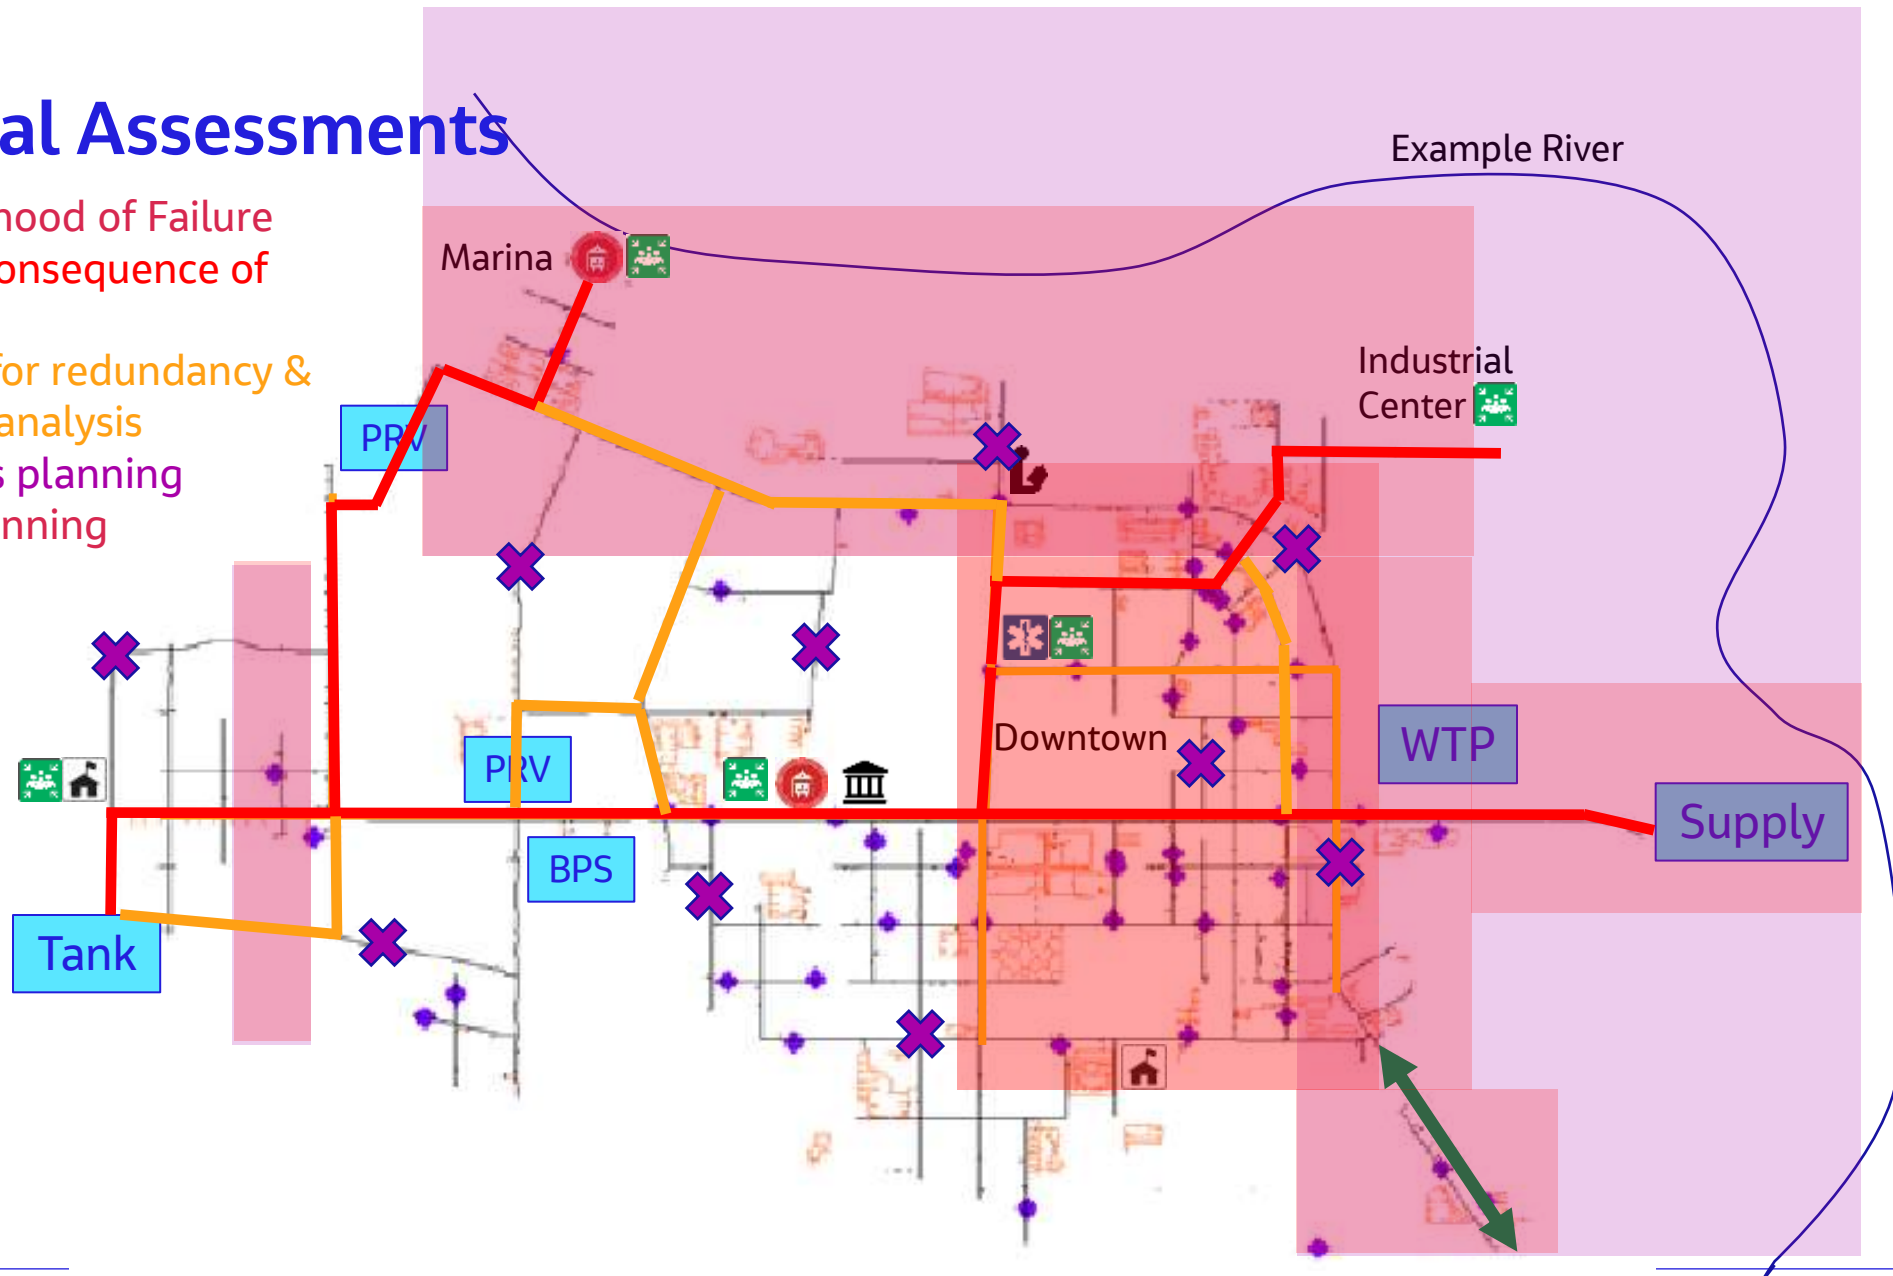 al Assessments
hood of Failure
onsequence of
for redundancy &
analysis
s planning
nning
Example River
Marina
Industrial
Center
PRV
Downtown
PRV
WTP
Supply
BPS
Tank